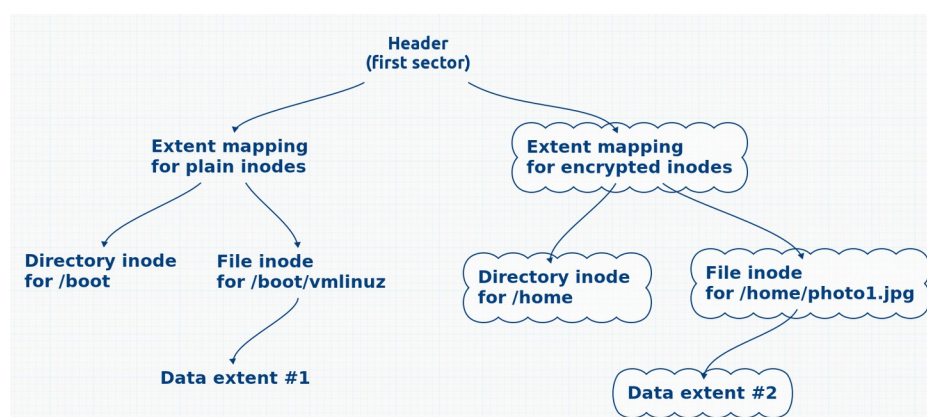 Header
(first sector)
Extent mapping
for plain inodes
Extent mapping
for encrypted inodes
Directory inode
for /boot
File inode
for /boot/vmlinuz
Directory inode
for /home
File inode
for /home/photo1.jpg
Data extent #1
Data extent #2